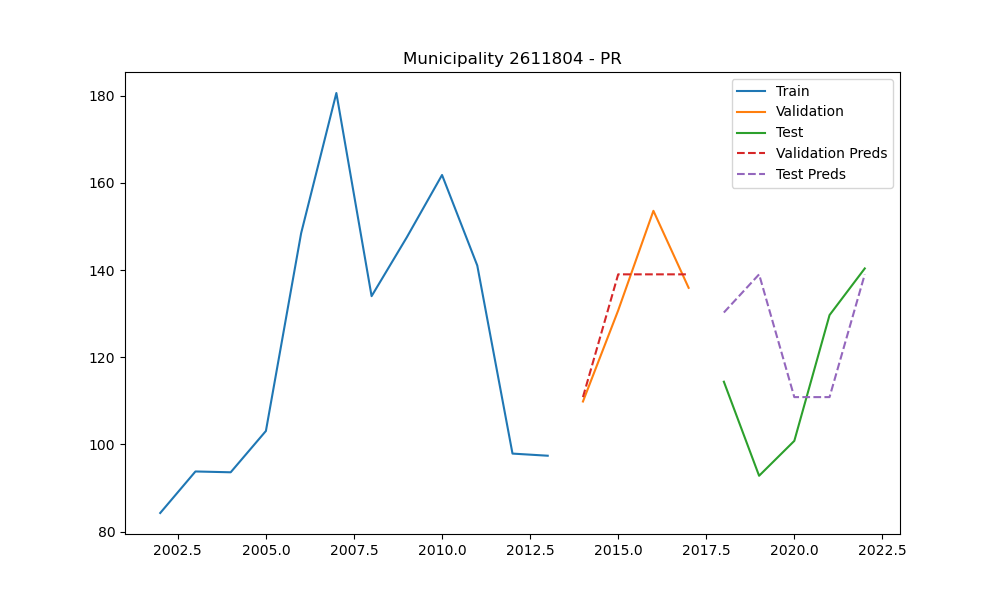 Municipality 2611804 - PR
Train
Validation
Test
Validation Preds
Test Preds
180
160
140
120
100
80
2002.5 2005.0 2007.5 2010.0 2012.5 2015.0 2017.5 2020.0 2022.5